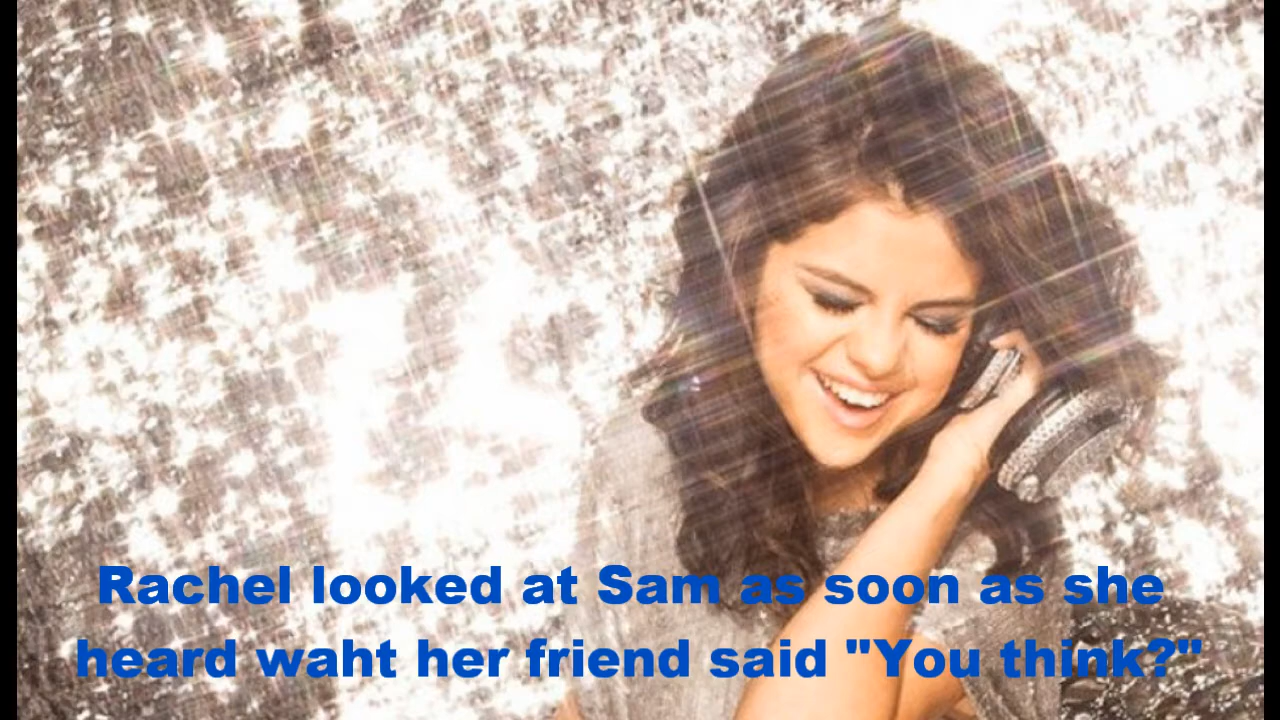 Rachel looked at Sam as soon as she
heard waht her friend said "You think?"